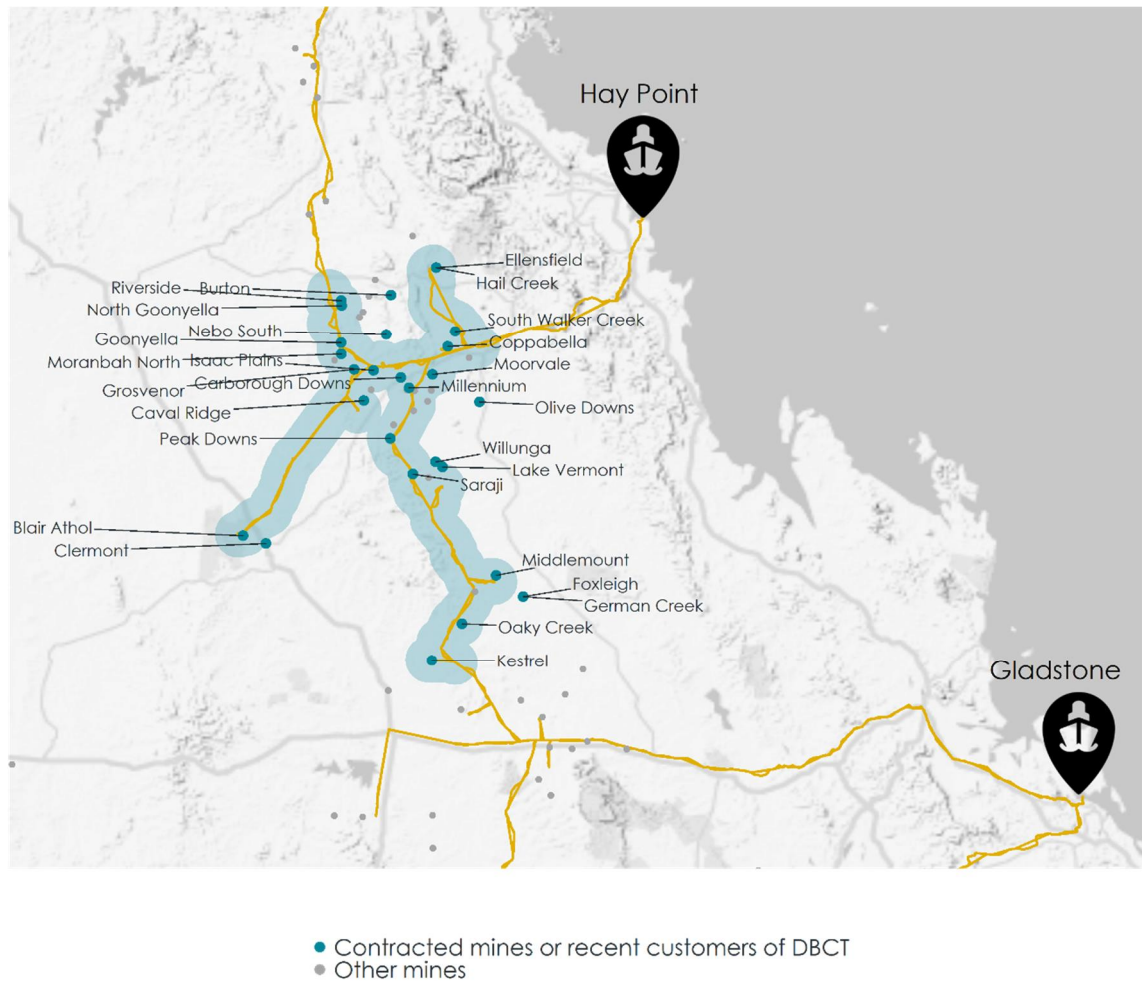 Hay Point
Ellensfield
Hail Creek
Riverside
Burton
North Goonyella
South Walker Creek
Nebo South
Goonyella
Coppabella
Moranbah North
Isaac Plains
Moorvale
Grosvenor
Carborough Downs
Millennium
Caval Ridge
Olive Downs
Peak Downs
Willunga
Lake Vermont
Saraji
Blair Athol
Clermont
Middlemount
Foxleigh
German Creek
Oaky Creek
Kestrel
Gladstone
Contracted mines or recent customers of DBCT
Other mines